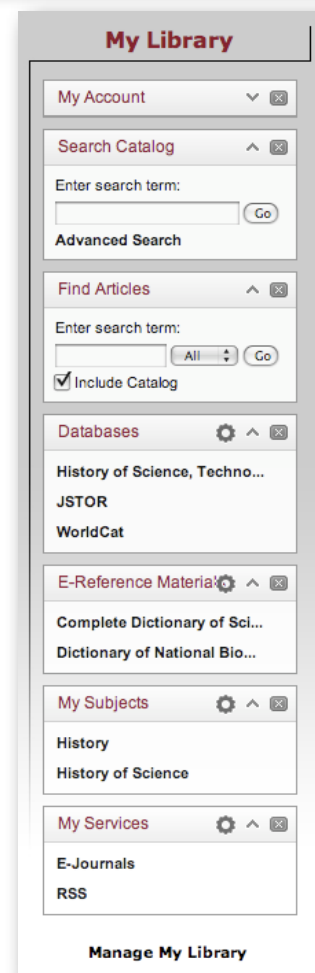 My Library
My Account
Search Catalog
Enter search term:
Go
Advanced Search
Find Articles
Enter search term:
All Go
Include Catalog
Databases
History of Science, Techno...
JSTOR
WorldCat
E-Reference Material
Complete Dictionary of Sci...
Dictionary of National Bio...
My Subjects
History
History of Science
My Services
E-Journals
RSS
Manage My Library